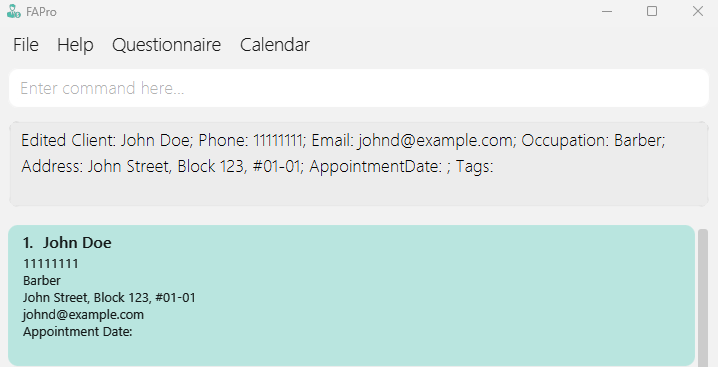 FAPro
File Help Questionnaire Calendar
Enter command here...
Edited Client: John Doe; Phone: 11111111; Email: johnd@example.com; Occupation: Barber;
Address: John Street, Block 123, #01-01; AppointmentDate: ; Tags:
1. John Doe
11111111
Barber
John Street, Block 123, #01-01
johnd@example.com
Appointment Date: